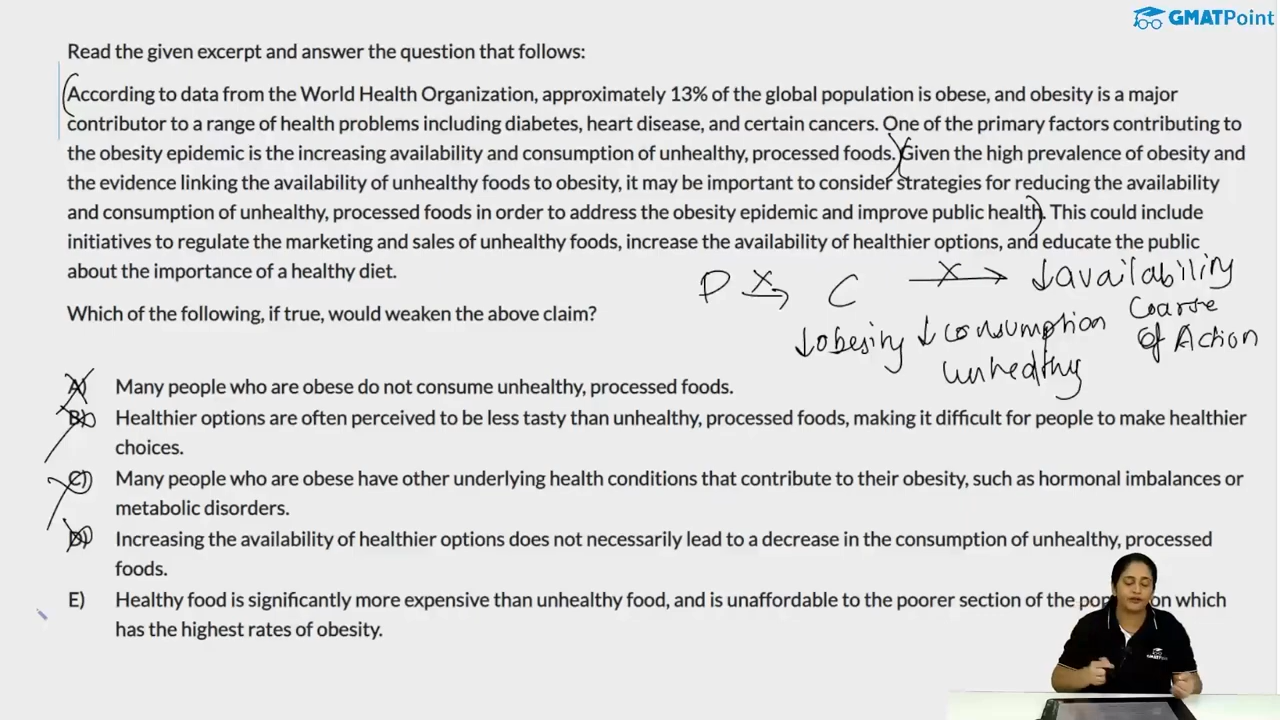 GMATPoint
Read the given excerpt and answer the question that follows:
According to data from the World Health Organization, approximately 13% of the global population is obese, and obesity is a major
contributor to a range of health problems including diabetes, heart disease, and certain cancers. One of the primary factors contributing to
the obesity epidemic is the increasing availability and consumption of unhealthy, processed foods. Given the high prevalence of obesity and
the evidence linking the availability of unhealthy foods to obesity, it may be important to consider strategies for reducing the availability
and consumption of unhealthy, processed foods in order to address the obesity epidemic and improve public health. This could include
initiatives to regulate the marketing and sales of unhealthy foods, increase the availability of healthier options, and educate the public
about the importance of a healthy diet.
P X→ C X→ ↓availability
Which of the following, if true, would weaken the above claim?
Coarse
↓obesity ↓consumption of Action
unhealthy
A) Many people who are obese do not consume unhealthy, processed foods.
B) Healthier options are often perceived to be less tasty than unhealthy, processed foods, making it difficult for people to make healthier
choices.
C) Many people who are obese have other underlying health conditions that contribute to their obesity, such as hormonal imbalances or
metabolic disorders.
D) Increasing the availability of healthier options does not necessarily lead to a decrease in the consumption of unhealthy, processed
foods.
E) Healthy food is significantly more expensive than unhealthy food, and is unaffordable to the poorer section of the which
has the highest rates of obesity.